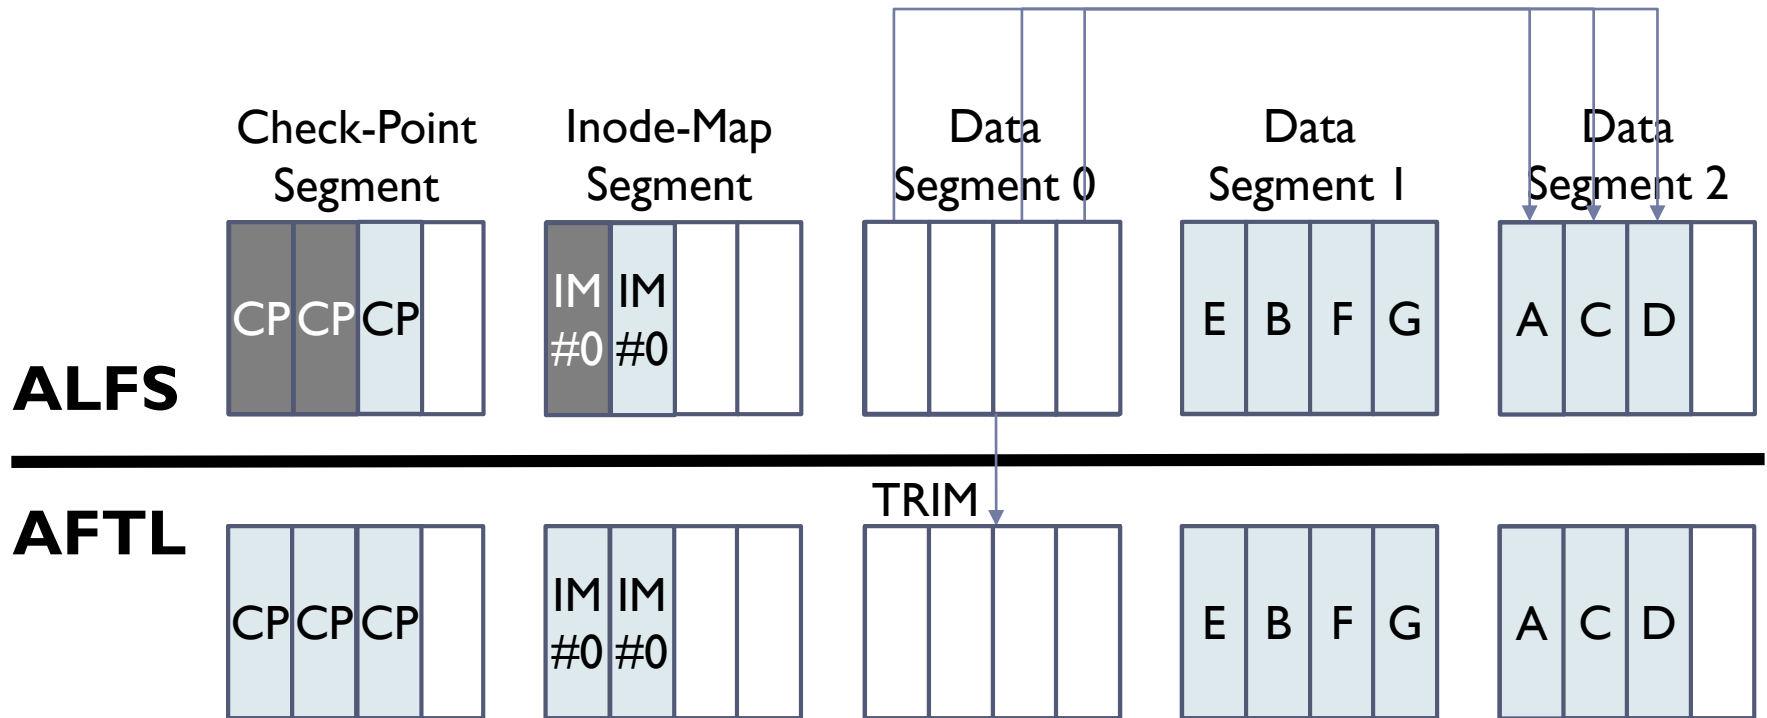 Check-Point
Segment
Inode-Map
Segment
Data
Segment 0
Data
Segment 1
Data
Segment 2
ALFS
CP CP CP
IM IM
#0 #0
E B F G
A C D
TRIM
AFTL
CP CP CP
IM IM
#0 #0
E B F G
A C D